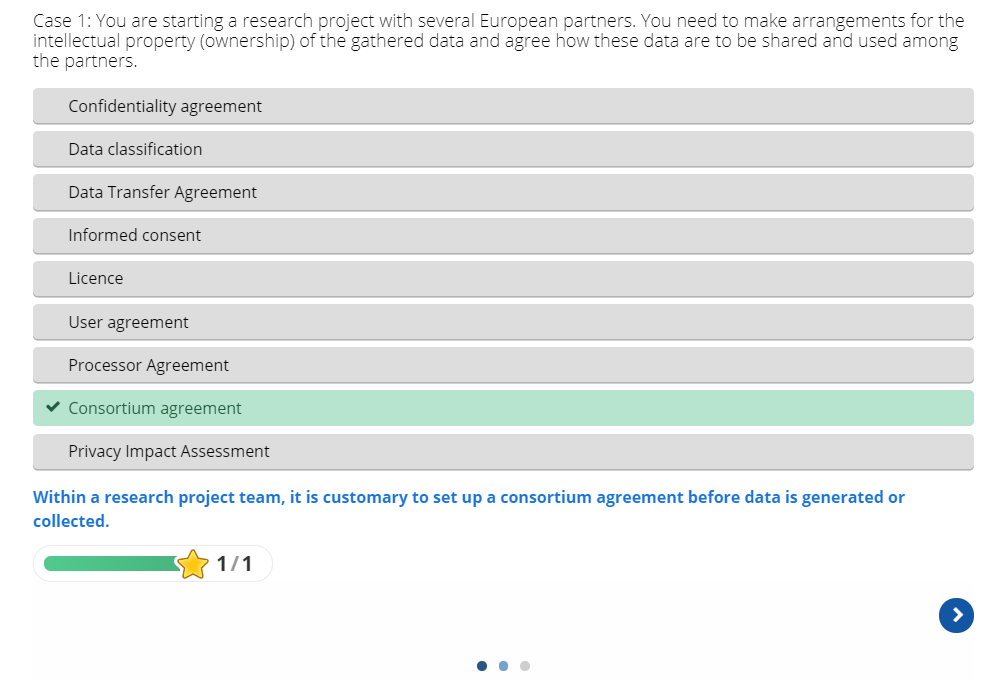 Case 1: You are starting a research project with several European partners. You need to make arrangements for the
intellectual property (ownership) of the gathered data and agree how these data are to be shared and used among
the partners.
Confidentiality agreement
Data classification
Data Transfer Agreement
Informed consent
Licence
User agreement
Processor Agreement
Consortium agreement
Privacy Impact Assessment
Within a research project team, it is customary to set up a consortium agreement before data is generated or
collected.
1/1